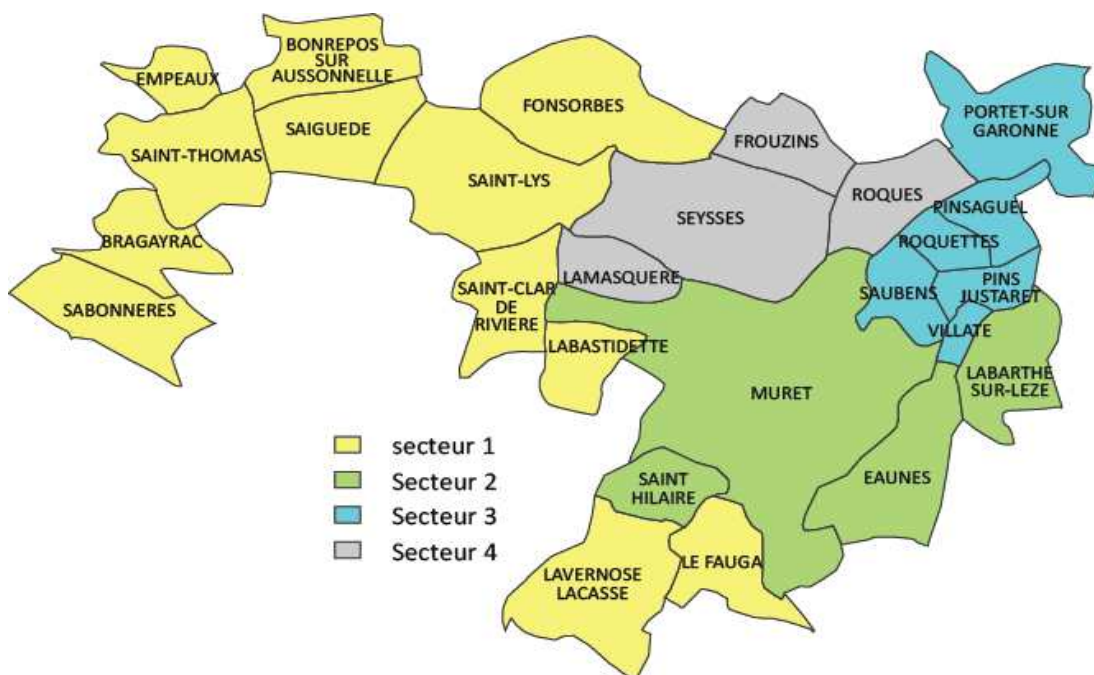 BONREPOS
SUR
AUSSONNELLE
EMPEAUX
FONSORBES
PORTET-SUR
GARONNE
SAIGUEDE
FROUZINS
SAINT-THOMAS
SAINT-LYS
ROQUES
SEYSSES
PINSAGUEL
BRAGAYRAC
ROQUETTES
LAMASQUERE
SAINT-CLAR
DE
RIVIERE
SAUBENS
PINS
JUSTARET
SABONNERES
VILLATE
LABASTIDETTE
LABARTHE
SUR-LEZE
MURET
secteur 1
Secteur 2
Secteur 3
Secteur 4
SAINT
HILAIRE
EAUNES
LE FAUGA
LAVERNOSE
LACASSE